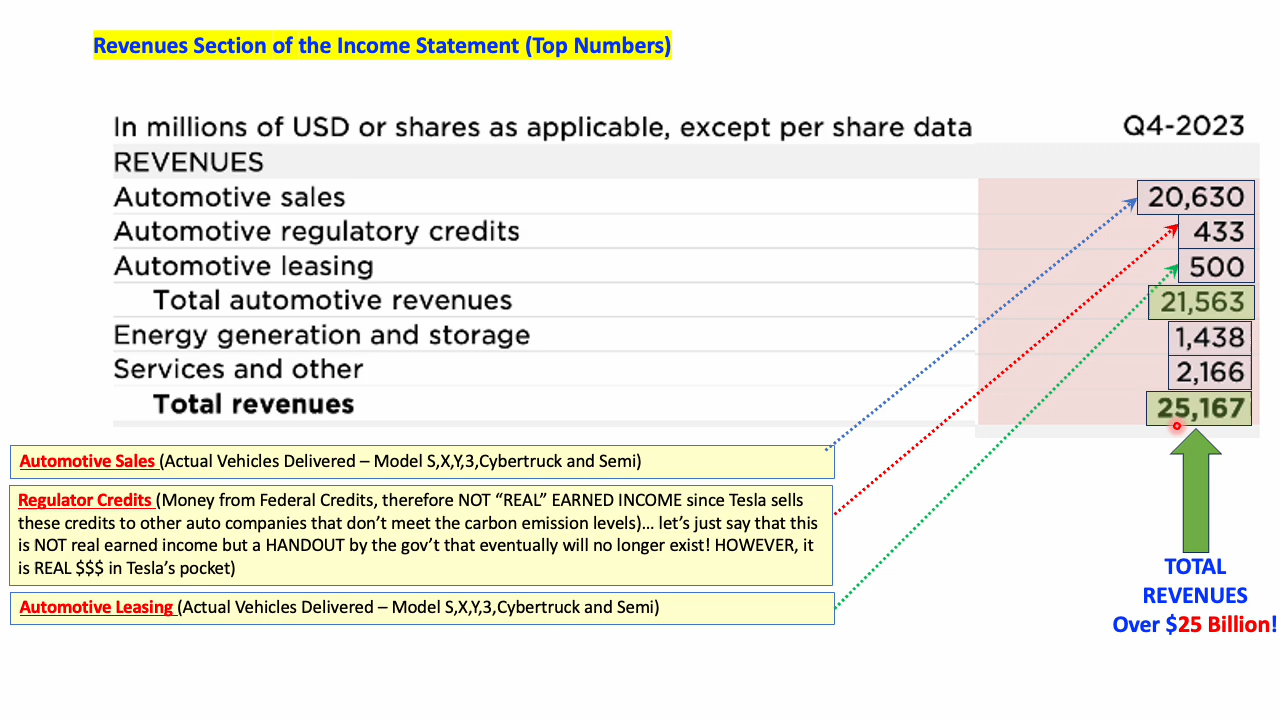 Revenues Section of the Income Statement (Top Numbers)
In millions of USD or shares as applicable, except per share data Q4-2023
REVENUES
Automotive sales 20,630
Automotive regulatory credits 433
Automotive leasing 500
Total automotive revenues 21,563
Energy generation and storage 1,438
Services and other 2,166
Total revenues 25,167
Automotive Sales (Actual Vehicles Delivered – Model S,X,Y,3,Cybertruck and Semi)
Regulator Credits (Money from Federal Credits, therefore NOT “REAL” EARNED INCOME since Tesla sells
these credits to other auto companies that don’t meet the carbon emission levels)… let’s just say that this
is NOT real earned income but a HANDOUT by the gov’t that eventually will no longer exist! HOWEVER, it
is REAL $$$ in Tesla’s pocket)
Automotive Leasing (Actual Vehicles Delivered – Model S,X,Y,3,Cybertruck and Semi)
TOTAL
REVENUES
Over $25 Billion!